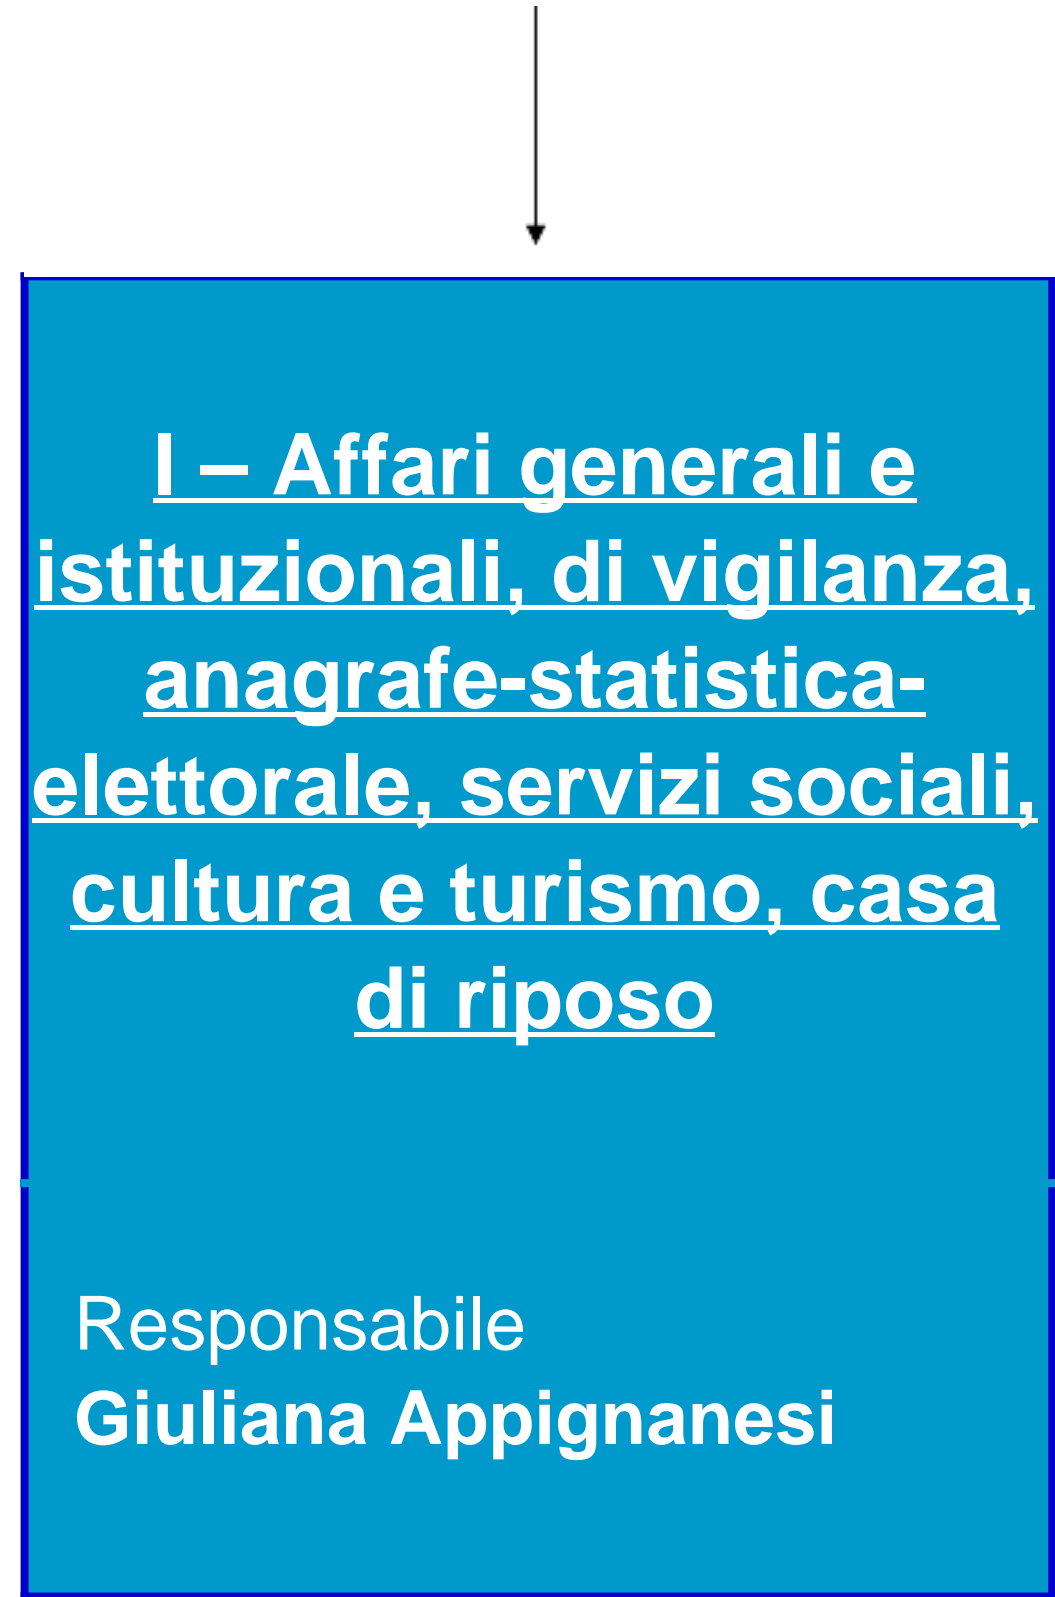 I – Affari generali e
istituzionali, di vigilanza,
anagrafe-statistica-
elettorale, servizi sociali,
cultura e turismo, casa
di riposo
Responsabile
Giuliana Appignanesi